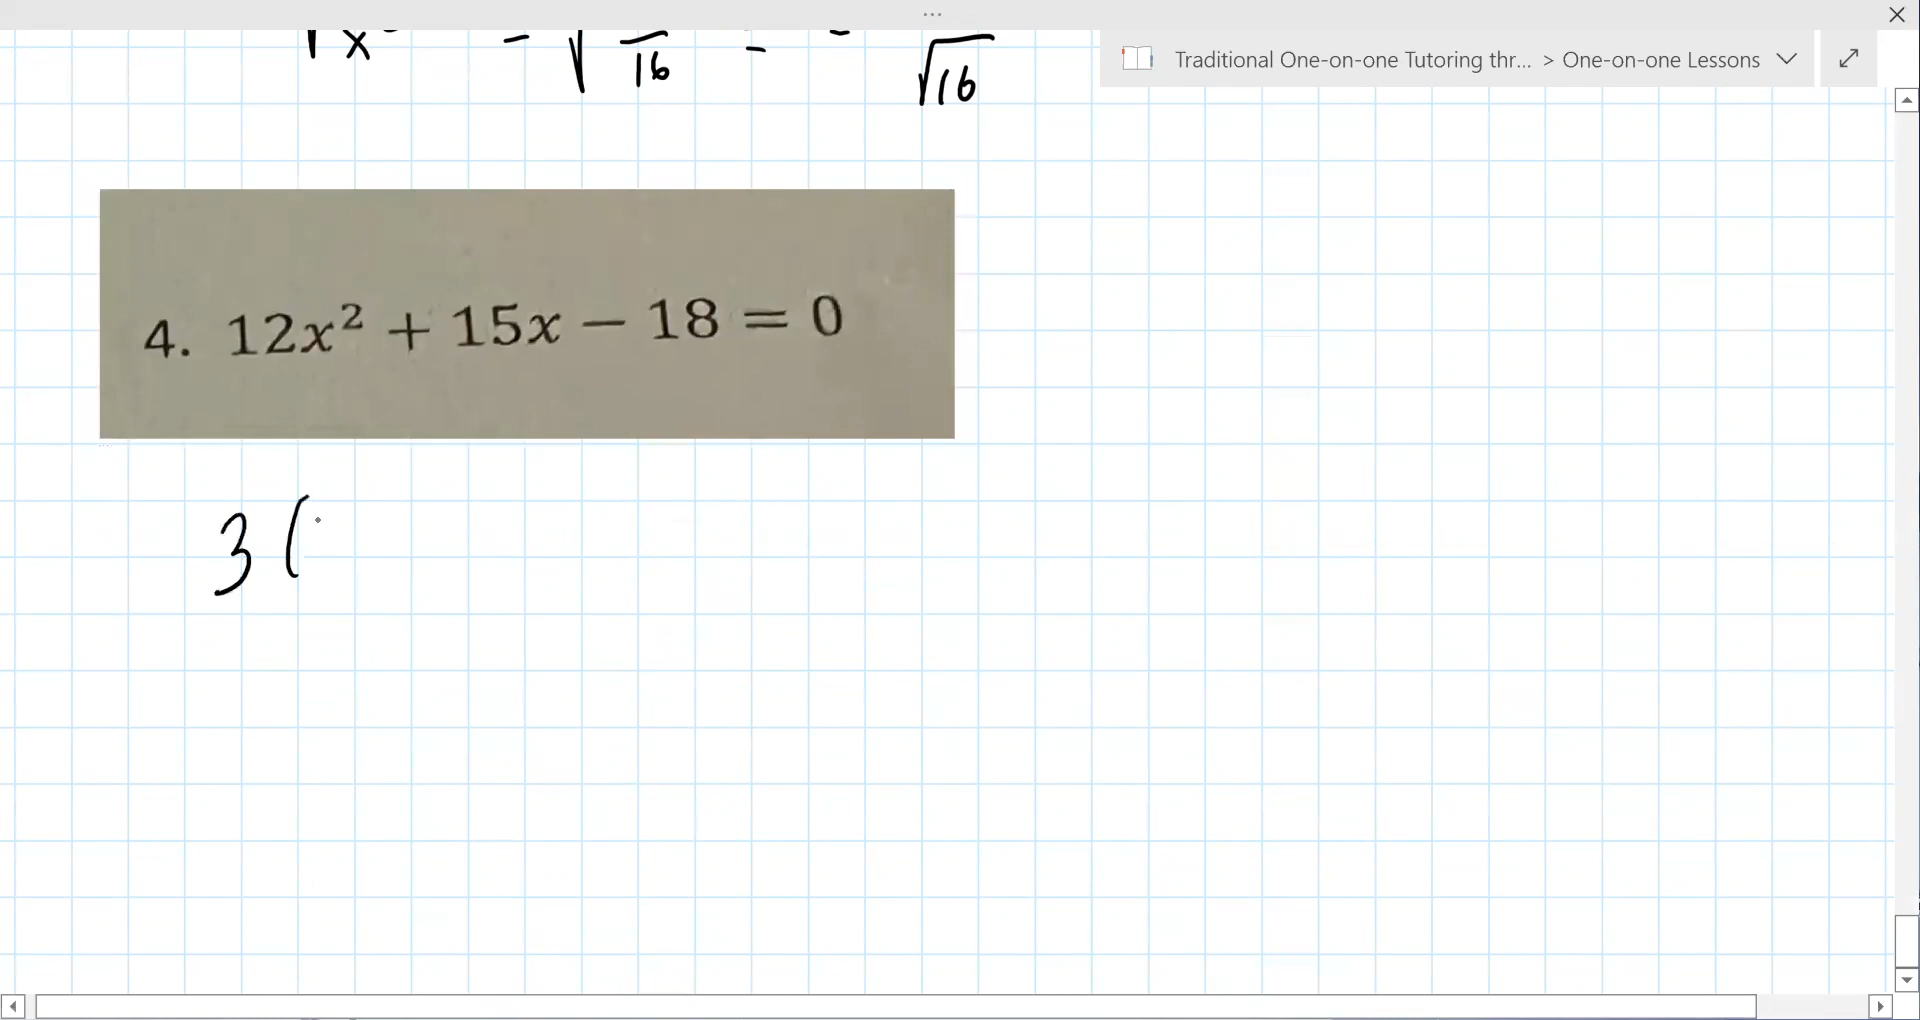 Traditional One-on-one Tutoring thr... > One-on-one Lessons
√x = √ 16 = √16
4. 12x² + 15x − 18 = 0
3 (